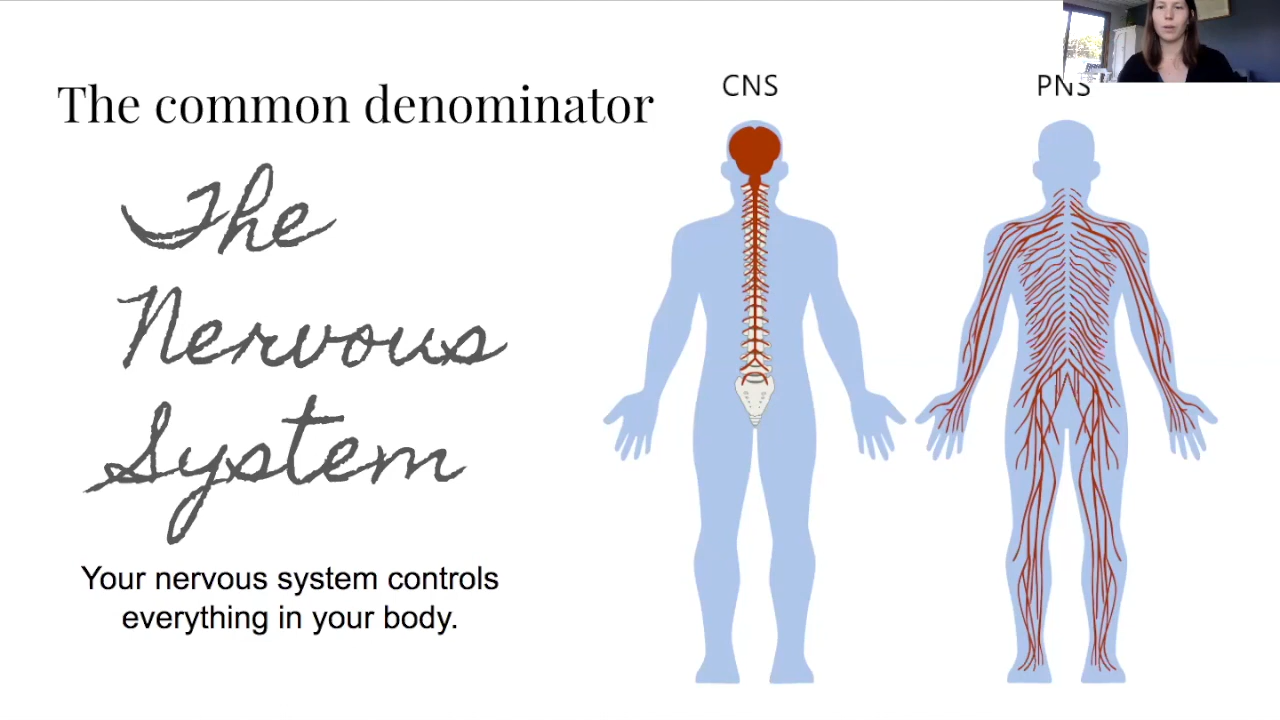 The common denominator
The
Nervous
System
Your nervous system controls
everything in your body.
CNS
PNS